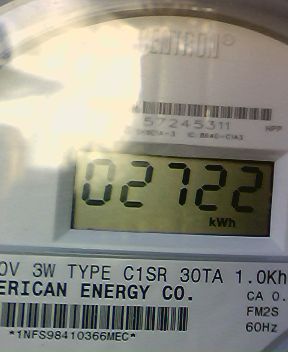 57245311
02722
kWh
0V 3W TYPE C1SR 30TA 1.0Kh
ERICAN ENERGY CO.
CA 0.
FM2S
60Hz
*1NFS98410366MEC*